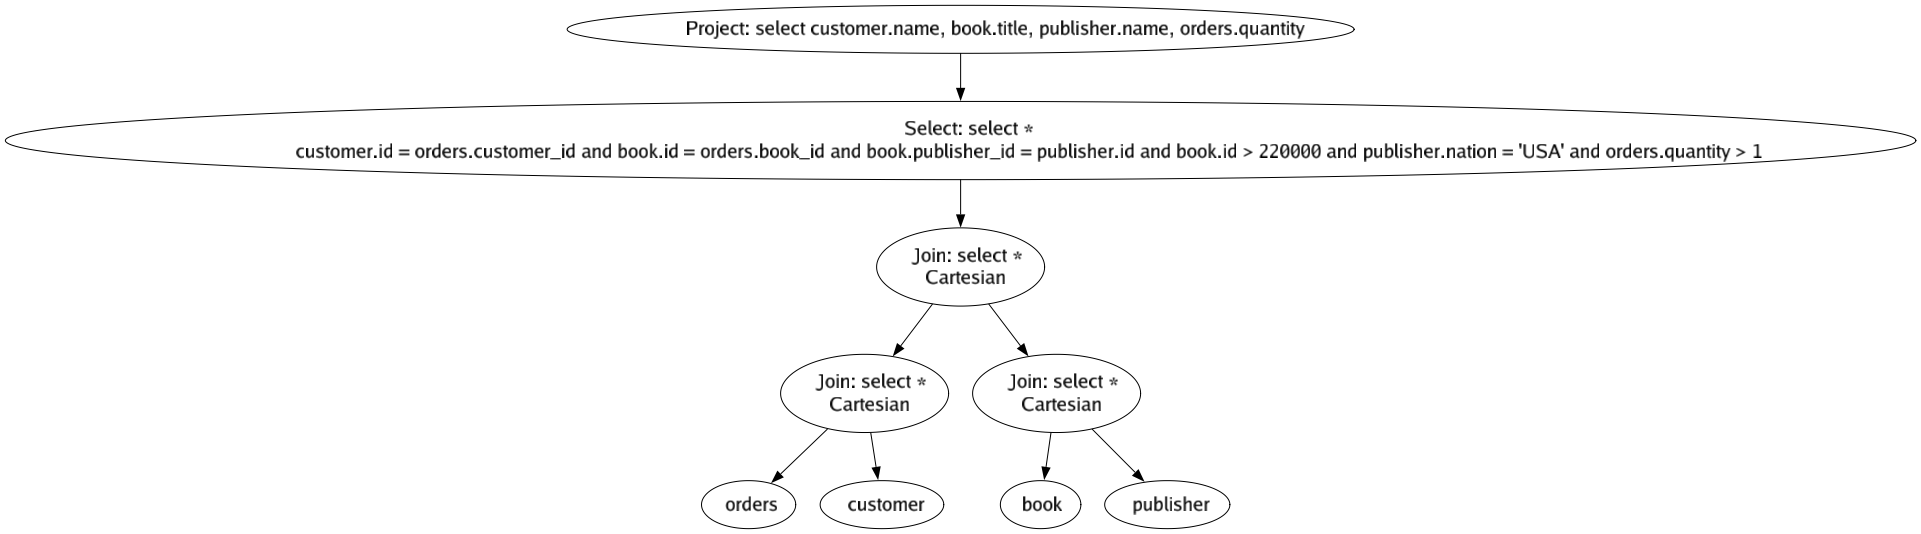 Project: select customer.name, book.title, publisher.name, orders.quantity
Select: select *
customer.id = orders.customer_id and book.id = orders.book_id and book.publisher_id = publisher.id and book.id > 220000 and publisher.nation = 'USA' and orders.quantity > 1
Join: select *
Cartesian
Join: select *
Cartesian
Join: select *
Cartesian
orders
customer
book
publisher